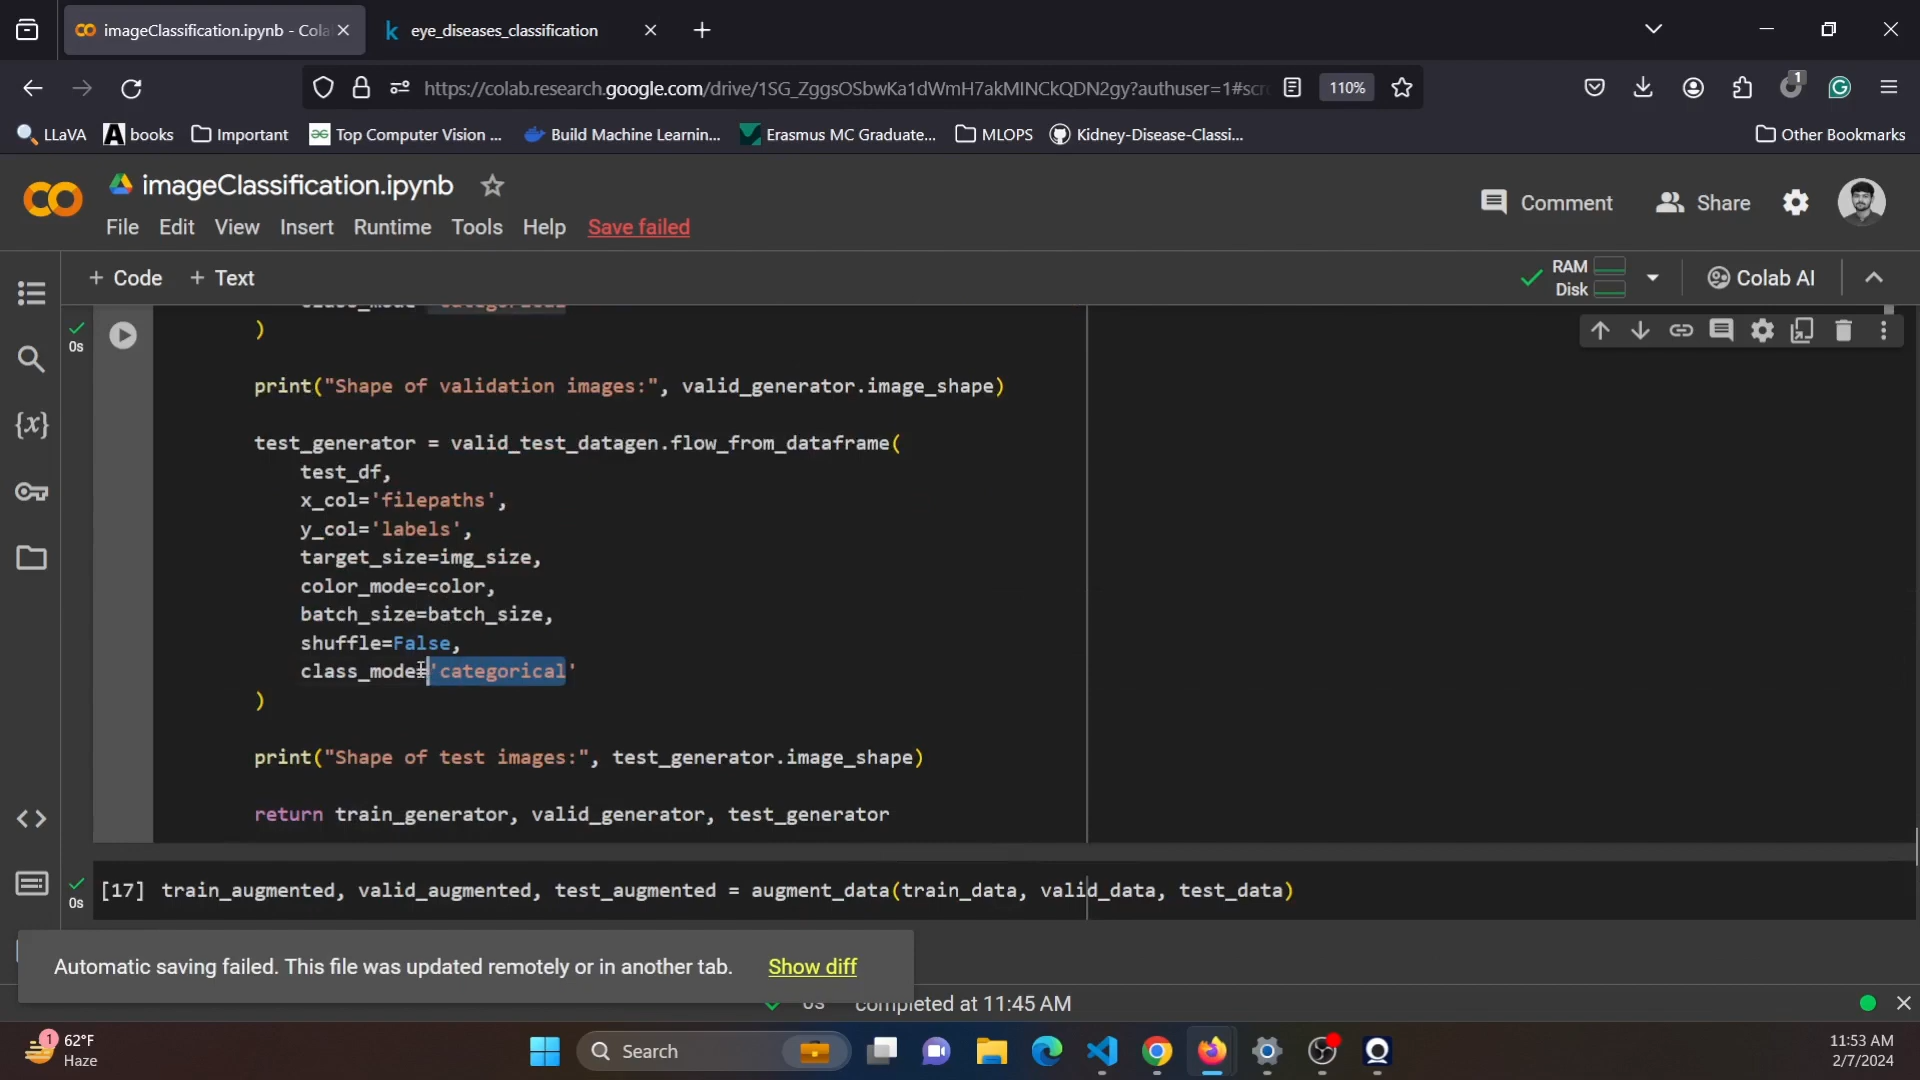 imageClassification.ipynb - Cola
eye_diseases_classification
https://colab.research.google.com/drive/1SG_ZggsOSbwKa1dWmH7akMINCkQDN2gy?authuser=1#scro
110%
1
LLaVA
books
Important
Top Computer Vision ...
Build Machine Learnin...
Erasmus MC Graduate...
MLOPS
Kidney-Disease-Classi...
Other Bookmarks
imageClassification.ipynb
Comment
Share
File Edit View Insert Runtime Tools Help Save failed
+ Code + Text
RAM
Disk
Colab AI
{x}
0s
class_mode='categorical'
)
print("Shape of validation images:", valid_generator.image_shape)
test_generator = valid_test_datagen.flow_from_dataframe(
test_df,
x_col='filepaths',
y_col='labels',
target_size=img_size,
color_mode=color,
batch_size=batch_size,
shuffle=False,
class_mode='categorical'
)
print("Shape of test images:", test_generator.image_shape)
return train_generator, valid_generator, test_generator
0s
[17] train_augmented, valid_augmented, test_augmented = augment_data(train_data, valid_data, test_data)
Automatic saving failed. This file was updated remotely or in another tab. Show diff
0s completed at 11:45 AM
1
62°F
Haze
Search
11:53 AM
2/7/2024